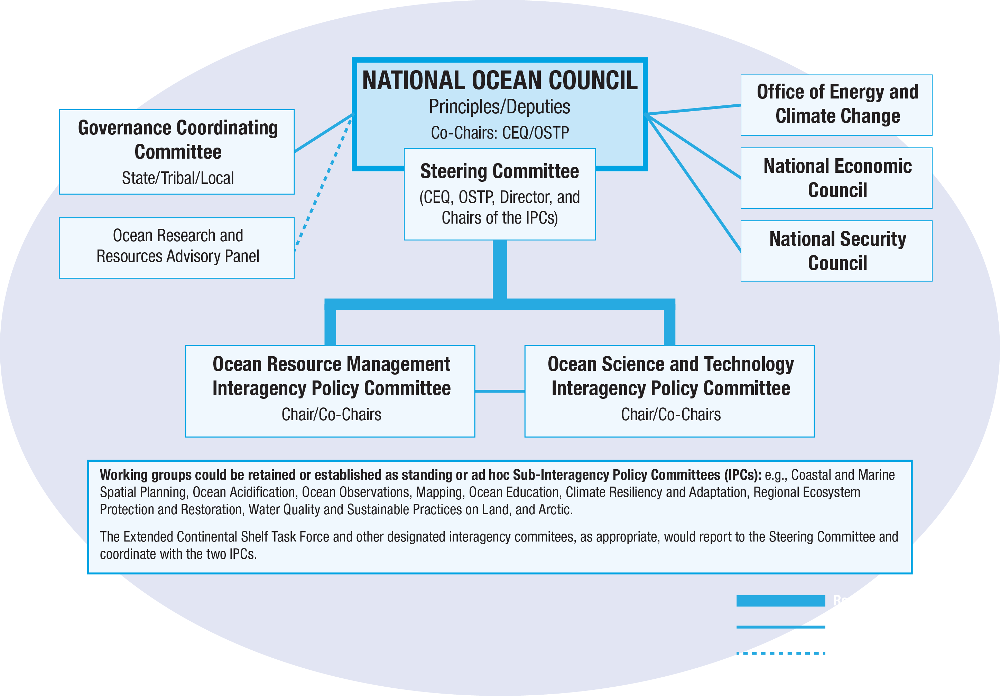 NATIONAL OCEAN COUNCIL
Principles/Deputies
Co-Chairs: CEQ/OSTP
Steering Committee
(CEQ, OSTP, Director, and
Chairs of the IPCs)
Governance Coordinating
Committee
State/Tribal/Local
Ocean Research and
Resources Advisory Panel
Office of Energy and
Climate Change
National Economic
Council
National Security
Council
Ocean Resource Management
Interagency Policy Committee
Chair/Co-Chairs
Ocean Science and Technology
Interagency Policy Committee
Chair/Co-Chairs
Working groups could be retained or established as standing or ad hoc Sub-Interagency Policy Committees (IPCs): e.g., Coastal and Marine
Spatial Planning, Ocean Acidification, Ocean Observations, Mapping, Ocean Education, Climate Resiliency and Adaptation, Regional Ecosystem
Protection and Restoration, Water Quality and Sustainable Practices on Land, and Arctic.
The Extended Continental Shelf Task Force and other designated interagency commitees, as appropriate, would report to the Steering Committee and
coordinate with the two IPCs.